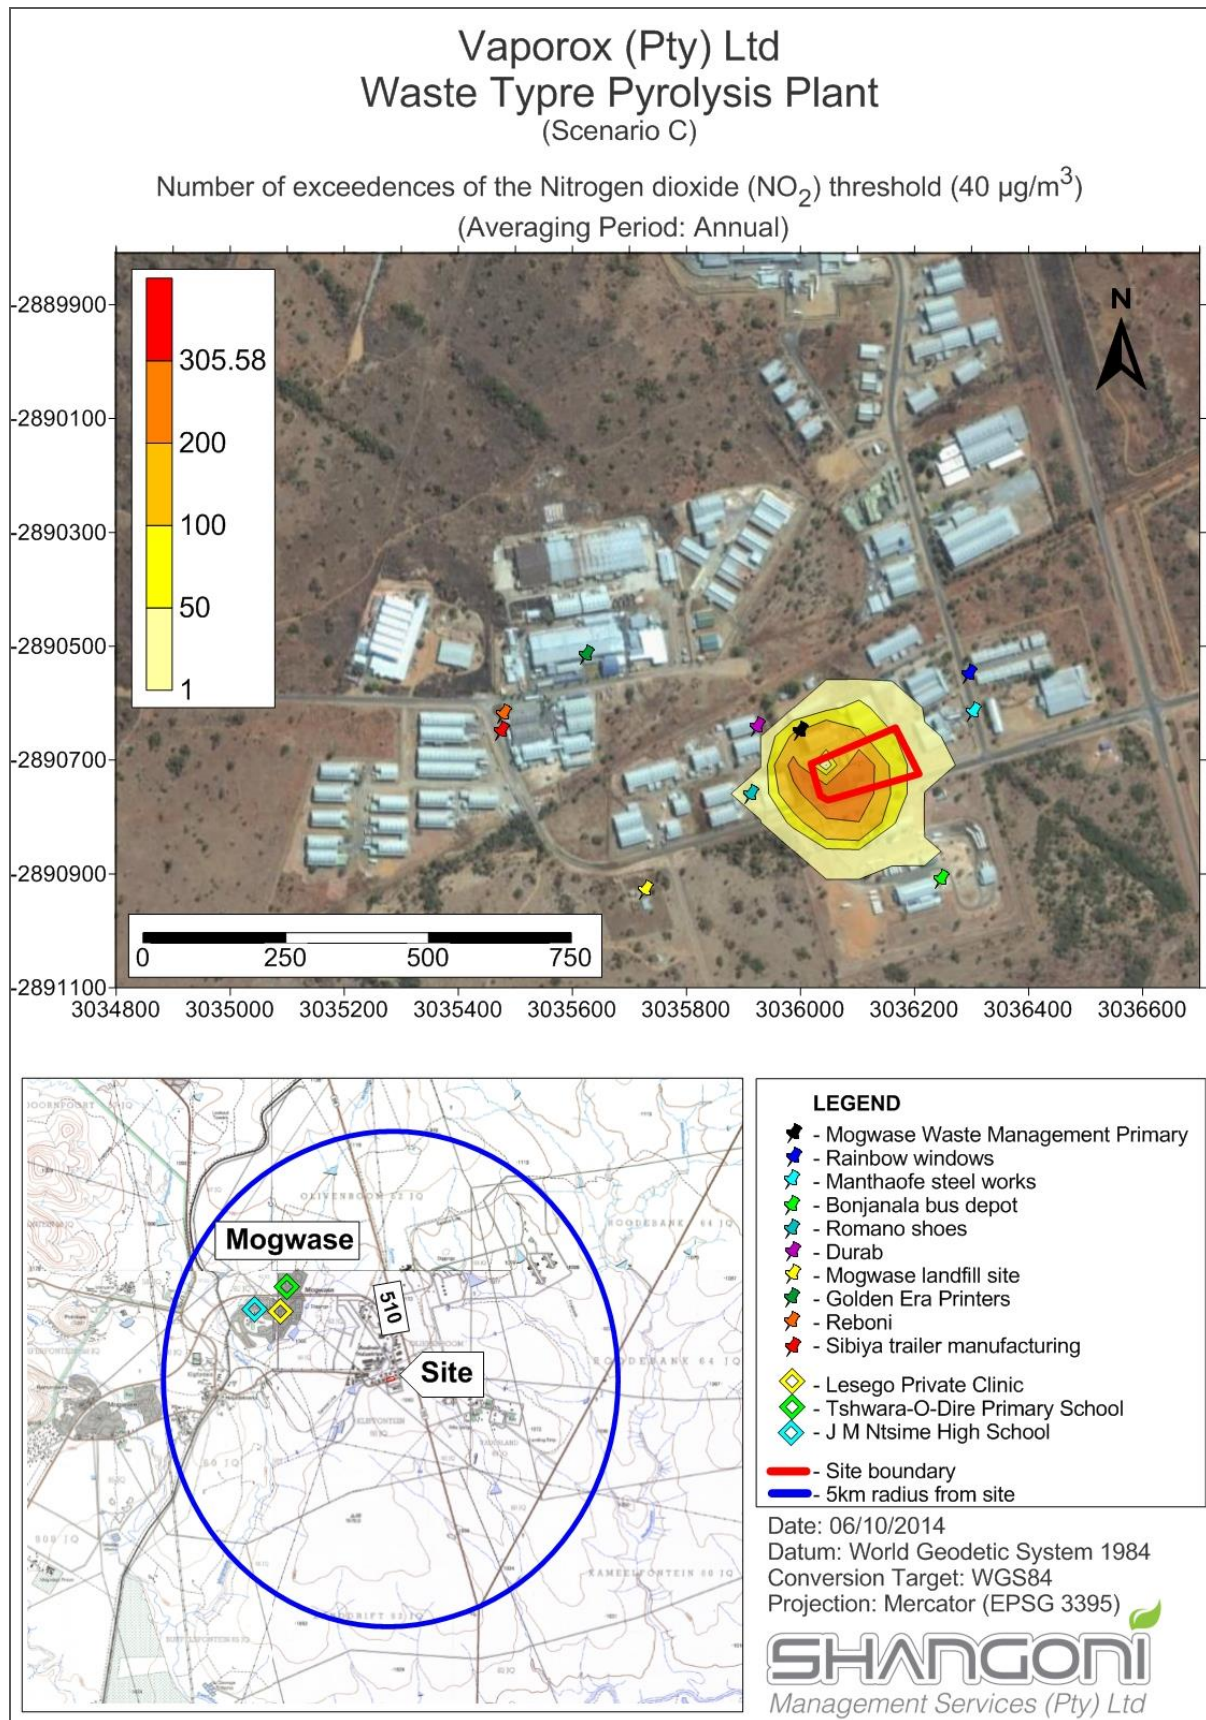 Vaporox (Pty) Ltd
Waste Typre Pyrolysis Plant
(Scenario C)
Number of exceedences of the Nitrogen dioxide (NO2) threshold (40 µg/m3)
(Averaging Period: Annual)
-2889900
-2890100
-2890300
-2890500
-2890700
-2890900
-2891100
305.58
200
100
50
1
N
0 250 500 750
3034800 3035000 3035200 3035400 3035600 3035800 3036000 3036200 3036400 3036600
Mogwase
510
Site
LEGEND
- Mogwase Waste Management Primary
- Rainbow windows
- Manthaofe steel works
- Bonjanala bus depot
- Romano shoes
- Durab
- Mogwase landfill site
- Golden Era Printers
- Reboni
- Sibiya trailer manufacturing
- Lesego Private Clinic
- Tshwara-O-Dire Primary School
- J M Ntsime High School
- Site boundary
- 5km radius from site
Date: 06/10/2014
Datum: World Geodetic System 1984
Conversion Target: WGS84
Projection: Mercator (EPSG 3395)
SHANGONI
Management Services (Pty) Ltd